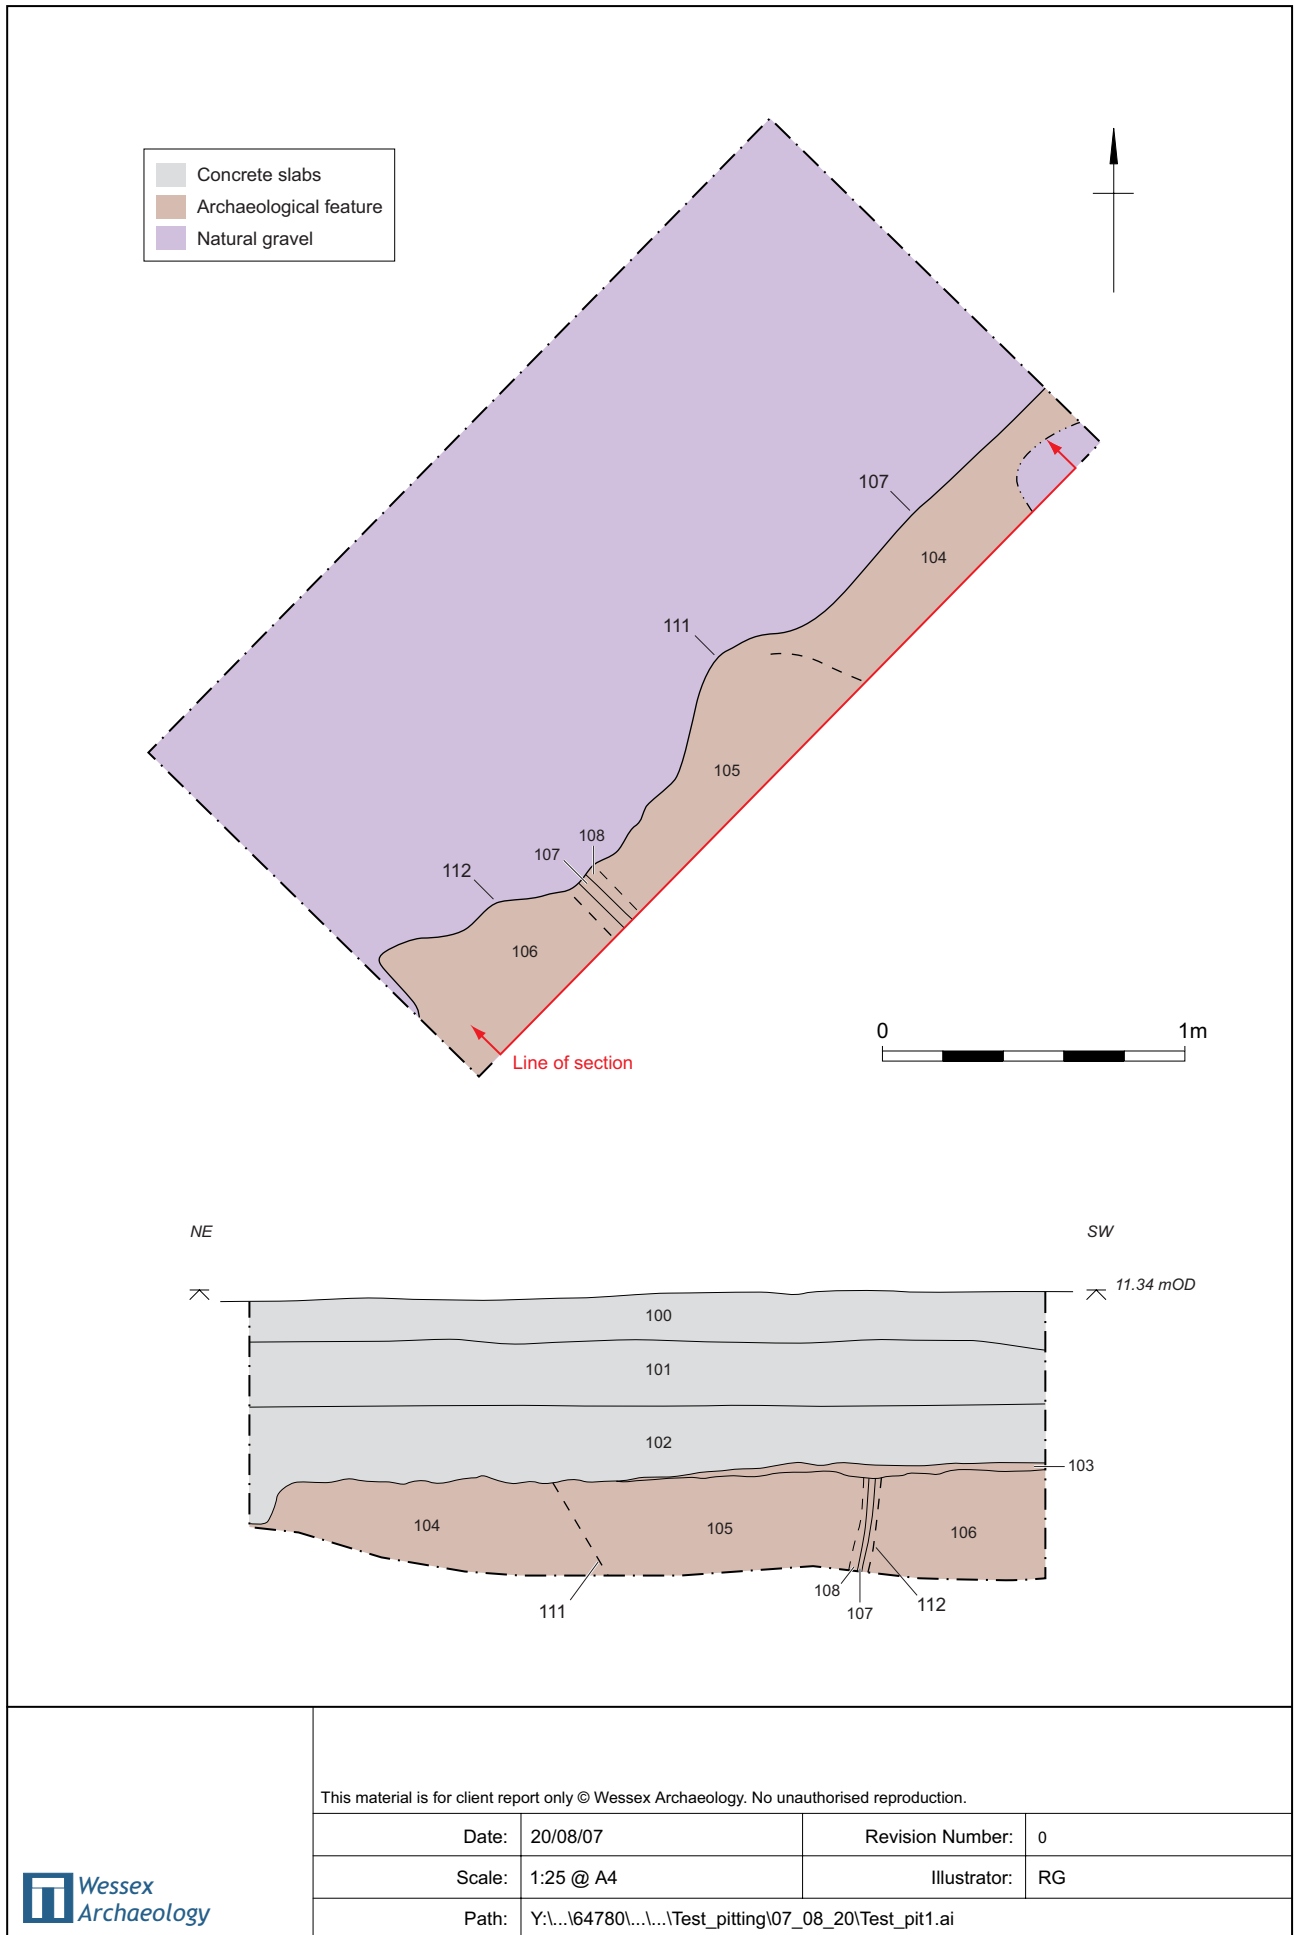 Concrete slabs
Archaeological feature
Natural gravel
107
104
111
105
108
107
112
106
Line of section
0 1m
NE SW
11.34 mOD
100
101
102
103
104 105 106
108
111 107 112
This material is for client report only © Wessex Archaeology. No unauthorised reproduction.
Date: 20/08/07 Revision Number: 0
Scale: 1:25 @ A4 Illustrator: RG
Path: Y:\...\64780\...\...\Test_pitting\07_08_20\Test_pit1.ai
Wessex
Archaeology